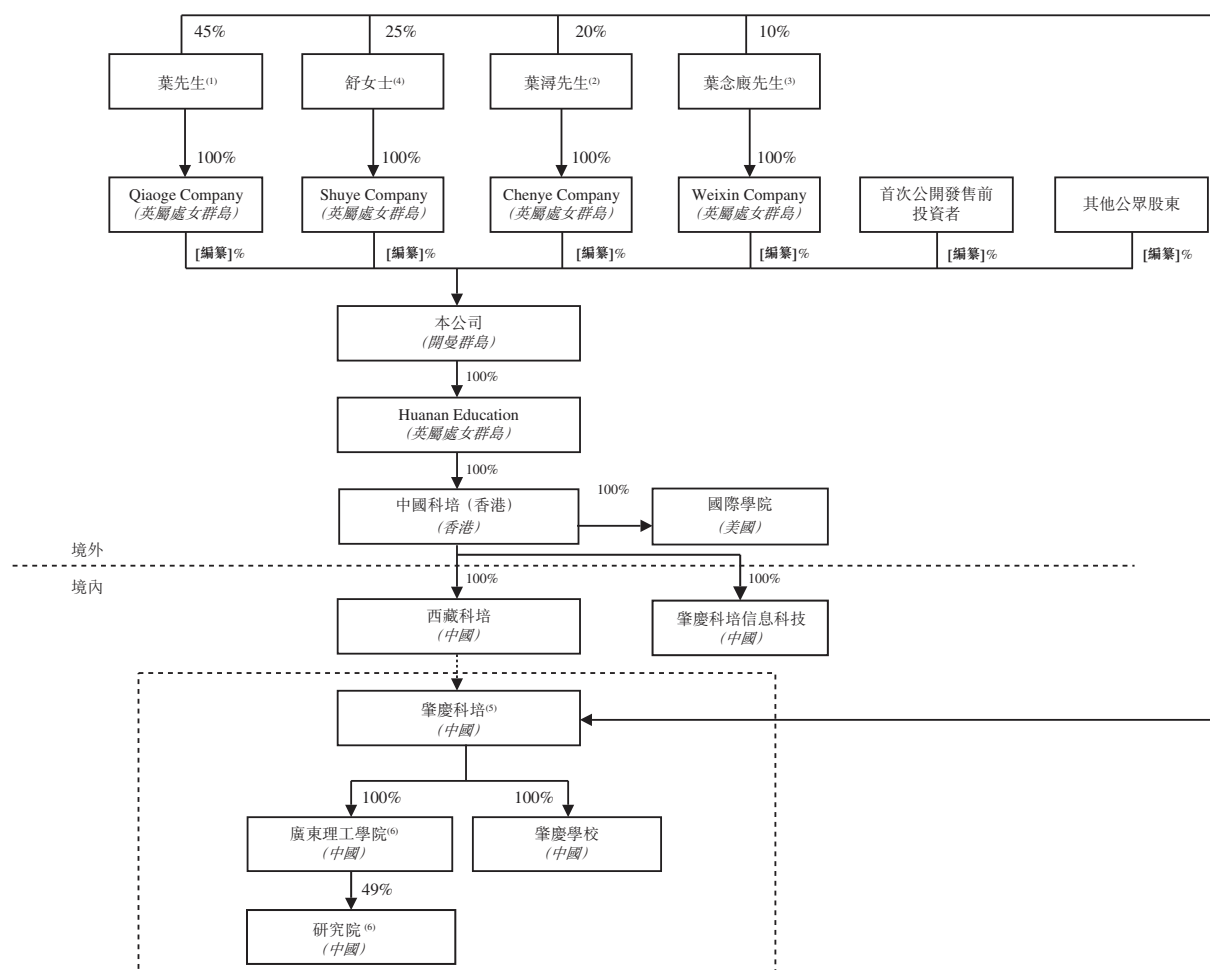 45%
25%
20%
10%
葉先生(1)
舒女士(4)
葉潯先生(2)
葉念廄先生(3)
100%
100%
100%
100%
Qiaoge Company
(英屬處女群島)
Shuye Company
(英屬處女群島)
Chenye Company
(英屬處女群島)
Weixin Company
(英屬處女群島)
首次公開發售前
投資者
其他公眾股東
[編纂]%
[編纂]%
[編纂]%
[編纂]%
[編纂]%
[編纂]%
本公司
(開曼群島)
100%
Huanan Education
(英屬處女群島)
100%
中國科培（香港）
(香港)
100%
國際學院
(美國)
境外
境內
100%
100%
西藏科培
(中國)
肇慶科培信息科技
(中國)
肇慶科培(5)
(中國)
100%
100%
廣東理工學院(6)
(中國)
肇慶學校
(中國)
49%
研究院(6)
(中國)